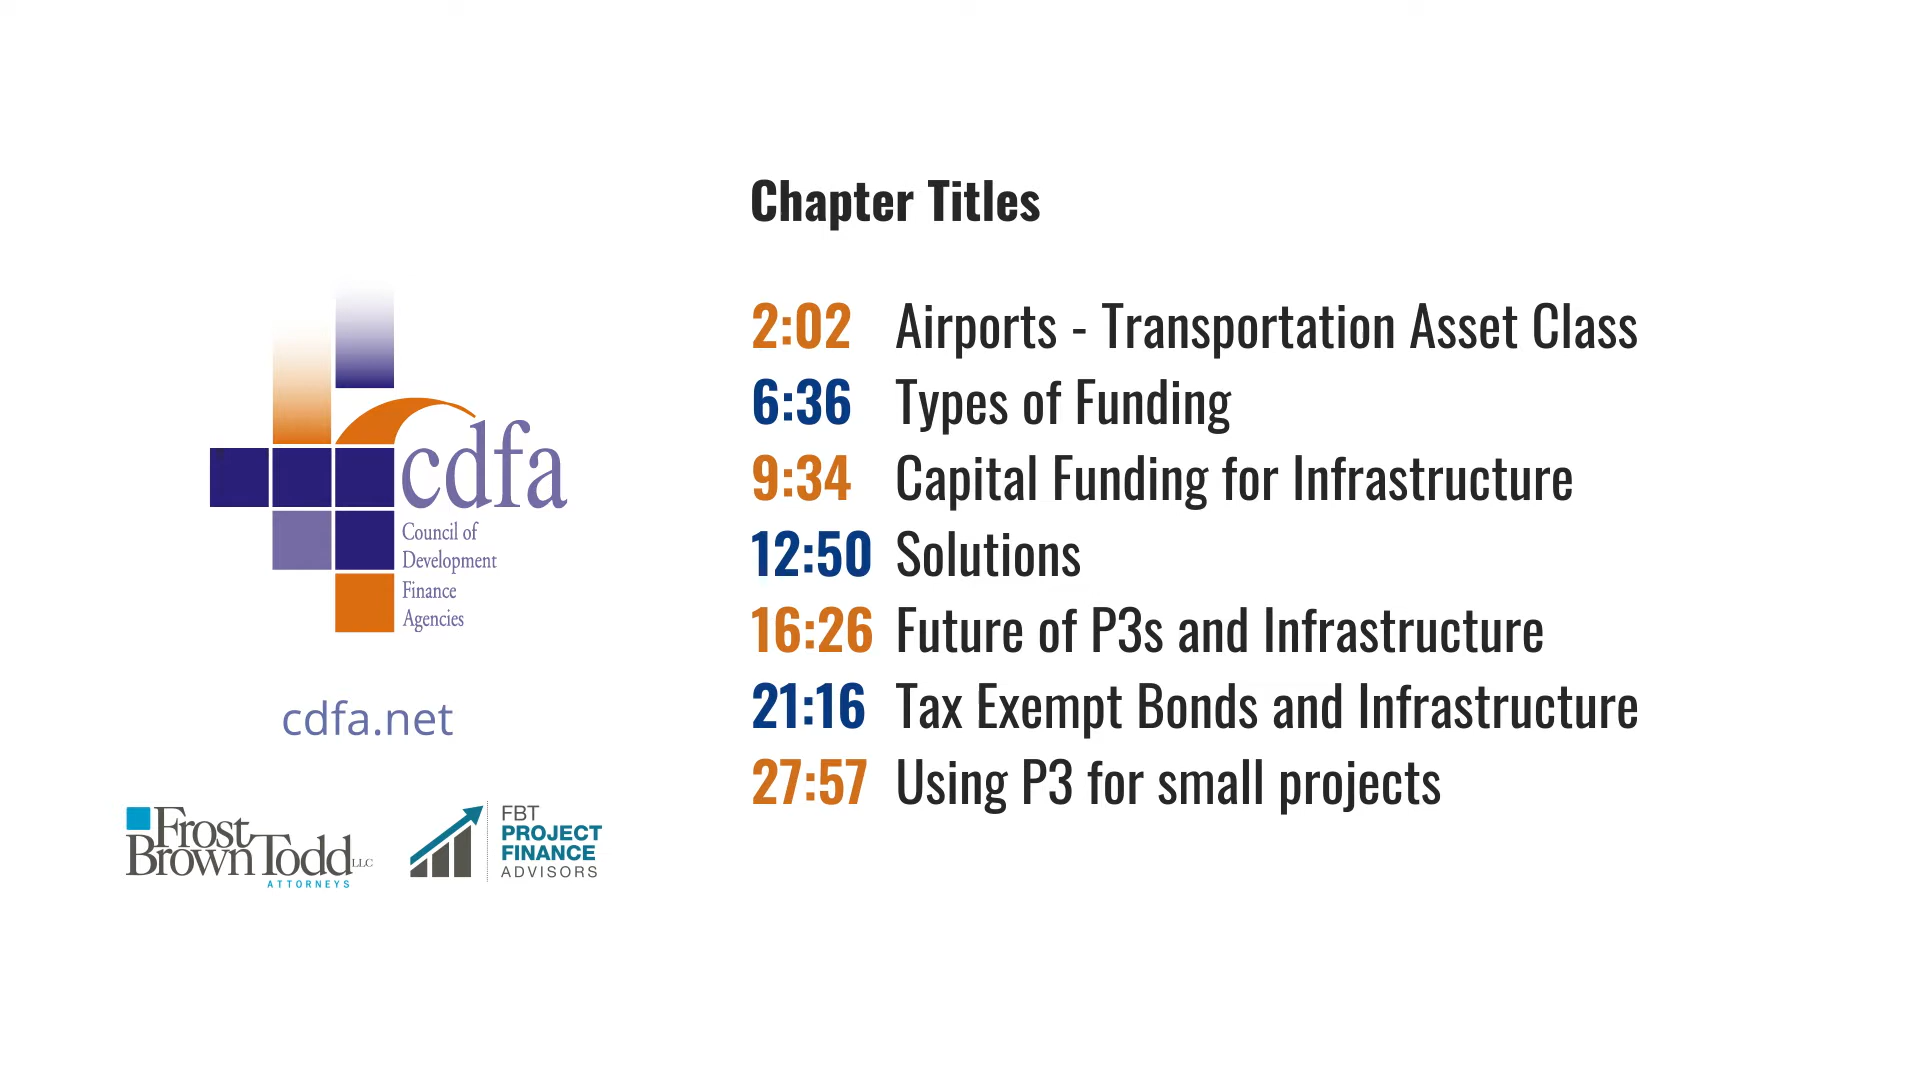 Chapter Titles
2:02 Airports - Transportation Asset Class
6:36 Types of Funding
9:34 Capital Funding for Infrastructure
12:50 Solutions
16:26 Future of P3s and Infrastructure
21:16 Tax Exempt Bonds and Infrastructure
27:57 Using P3 for small projects
cdfa
Council of
Development
Finance
Agencies
cdfa.net
Frost
Brown Todd LLC
ATTORNEYS
FBT
PROJECT
FINANCE
ADVISORS